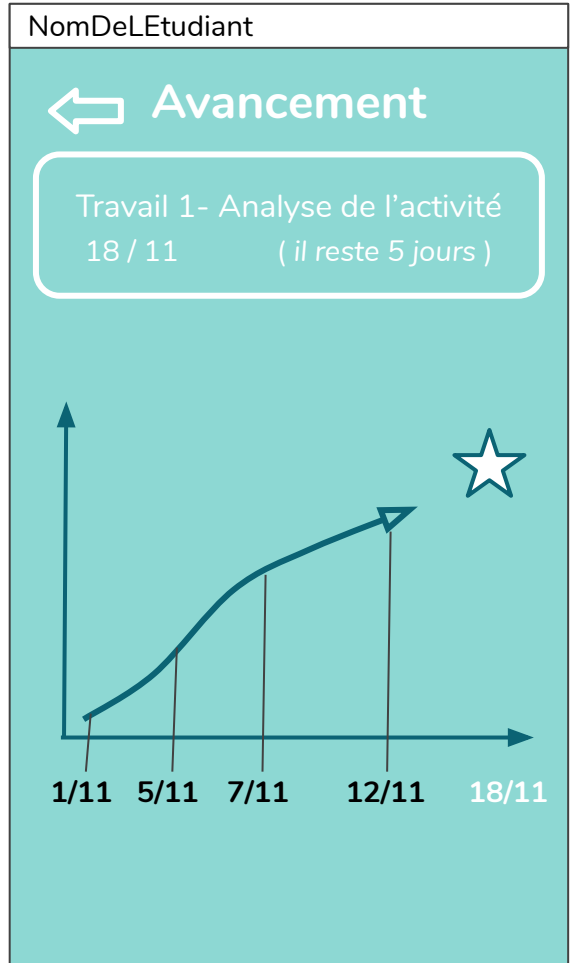 NomDeLEtudiant
Avancement
Travail 1- Analyse de l’activité
18 / 11 ( il reste 5 jours )
1/11 5/11 7/11 12/11 18/11